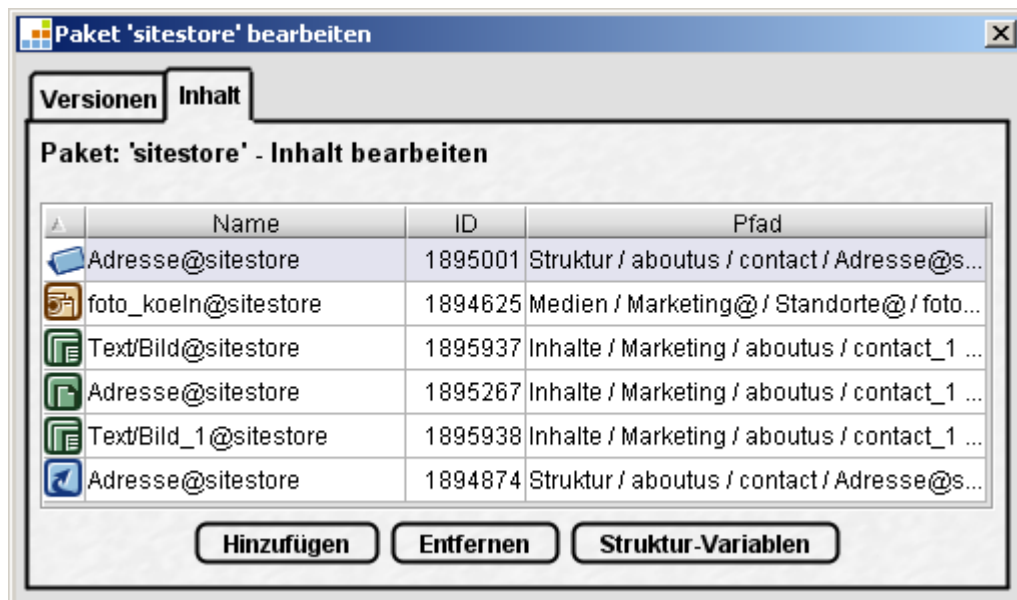 Paket 'sitestore' bearbeiten
Versionen Inhalt
Paket: 'sitestore' - Inhalt bearbeiten
Name ID Pfad
Adresse@sitestore 1895001 Struktur / aboutus / contact / Adresse@s...
foto_koeln@sitestore 1894625 Medien / Marketing@ / Standorte@ / foto...
Text/Bild@sitestore 1895937 Inhalte / Marketing / aboutus / contact_1 ...
Adresse@sitestore 1895267 Inhalte / Marketing / aboutus / contact_1 ...
Text/Bild_1@sitestore 1895938 Inhalte / Marketing / aboutus / contact_1 ...
Adresse@sitestore 1894874 Struktur / aboutus / contact / Adresse@s...
Hinzufügen Entfernen Struktur-Variablen